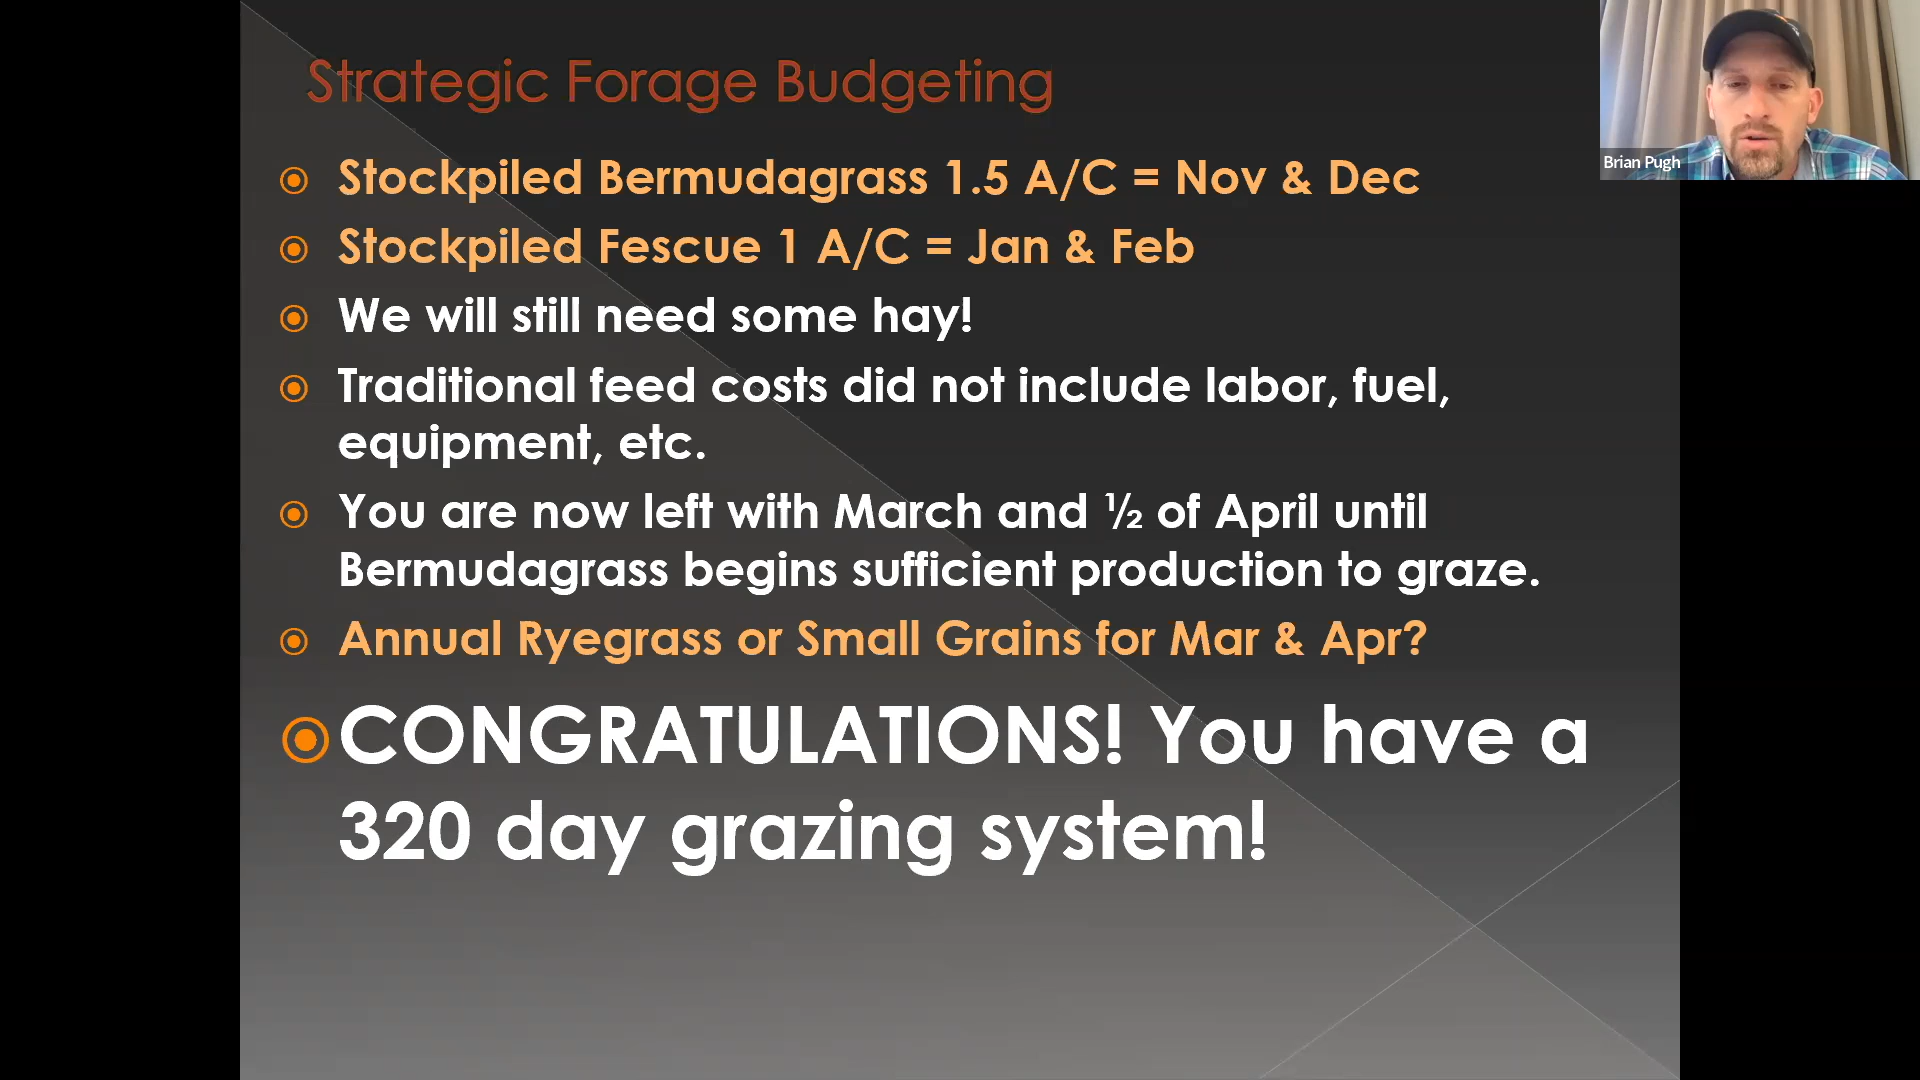 Strategic Forage Budgeting
Stockpiled Bermudagrass 1.5 A/C = Nov & Dec
Stockpiled Fescue 1 A/C = Jan & Feb
We will still need some hay!
Traditional feed costs did not include labor, fuel,
equipment, etc.
You are now left with March and ½ of April until
Bermudagrass begins sufficient production to graze.
Annual Ryegrass or Small Grains for Mar & Apr?
CONGRATULATIONS! You have a
320 day grazing system!
Brian Pugh